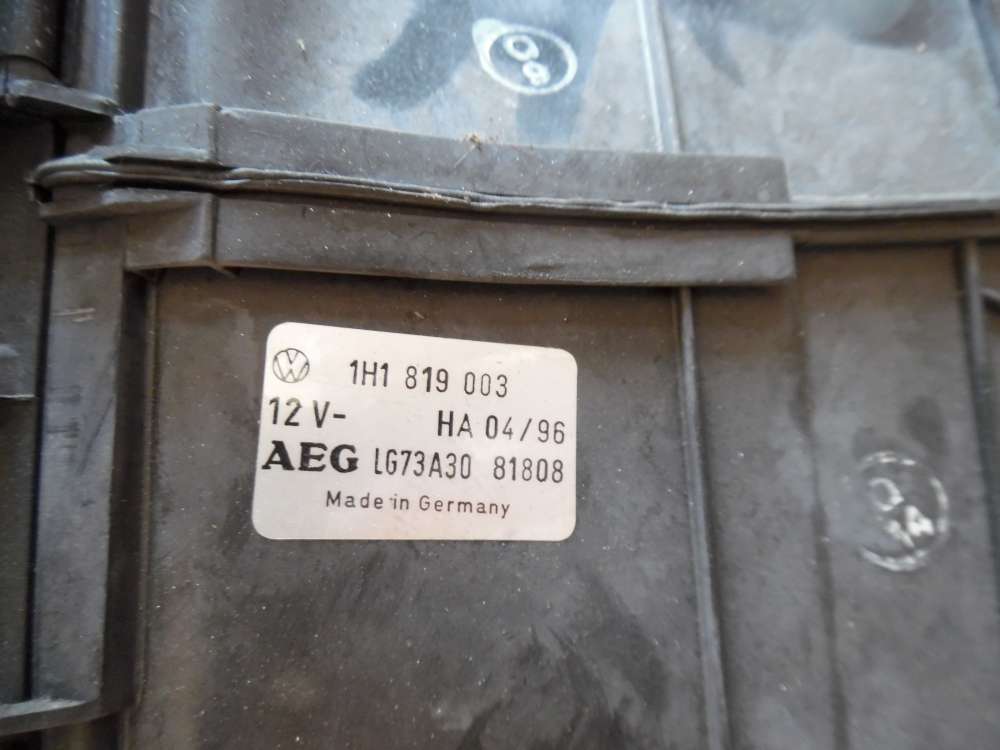 1H1 819 003
12 V- HA 04/96
AEG LG73A30 81808
Made in Germany